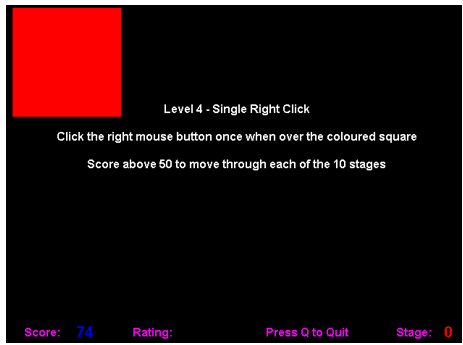 Level 4 - Single Right Click
Click the right mouse button once when over the coloured square
Score above 50 to move through each of the 10 stages
Score: 74 Rating: Press Q to Quit Stage: 0